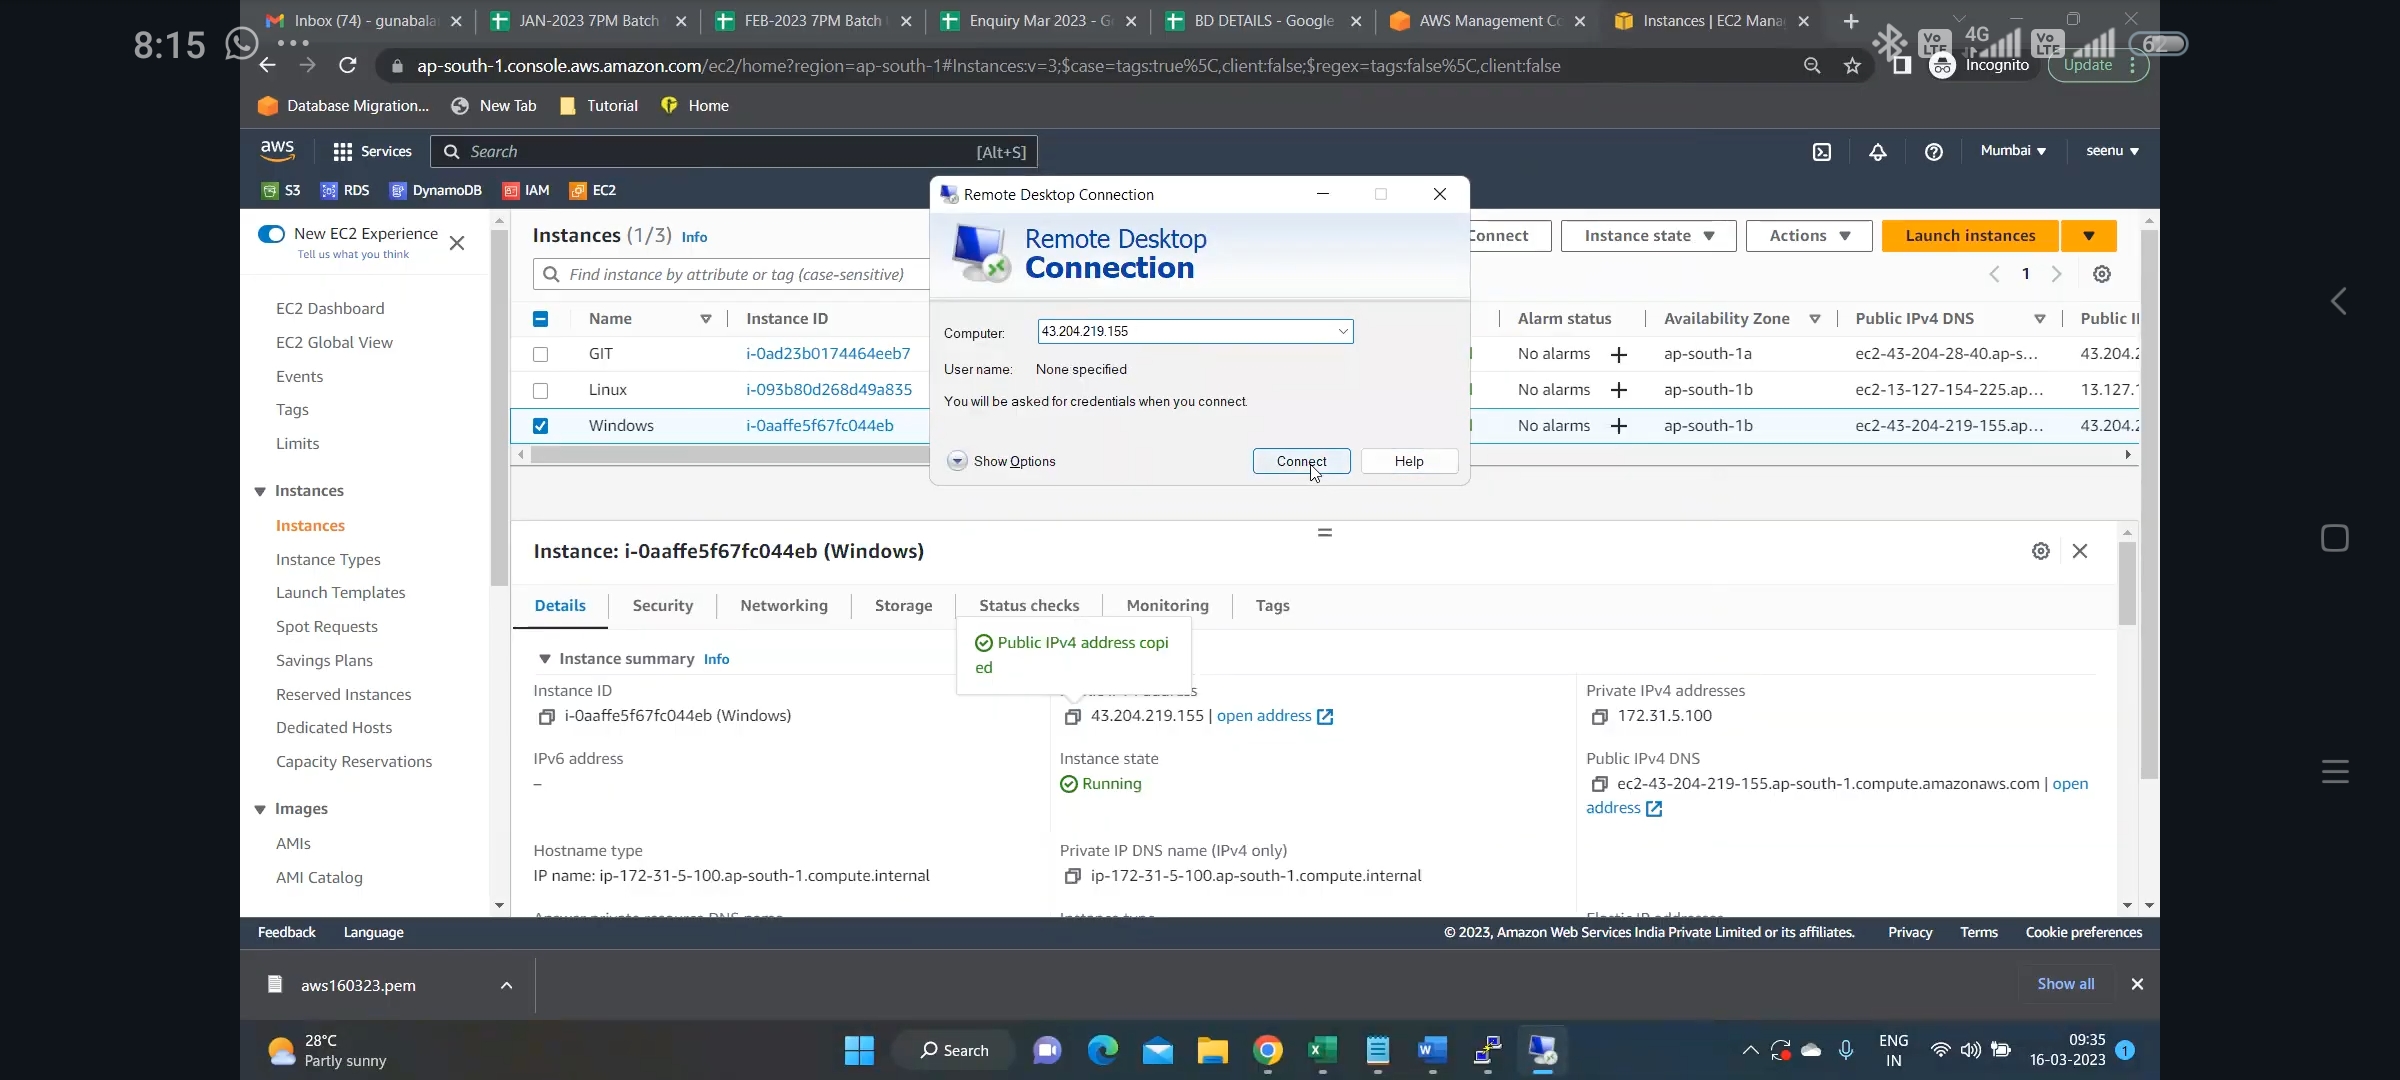 8:15
Vo LTE 4G Vo LTE 62
Inbox (74) - gunabala
JAN-2023 7PM Batch
FEB-2023 7PM Batch
Enquiry Mar 2023 - G
BD DETAILS - Google
AWS Management Co
Instances | EC2 Mana
ap-south-1.console.aws.amazon.com/ec2/home?region=ap-south-1#Instances:v=3;$case=tags:true%5C,client:false;$regex=tags:false%5C,client:false
Incognito
Update
Database Migration...
New Tab
Tutorial
Home
aws
Services
Search
[Alt+S]
Mumbai
seenu
S3
RDS
DynamoDB
IAM
EC2
New EC2 Experience
Tell us what you think
EC2 Dashboard
EC2 Global View
Events
Tags
Limits
Instances
Instances
Instance Types
Launch Templates
Spot Requests
Savings Plans
Reserved Instances
Dedicated Hosts
Capacity Reservations
Images
AMIs
AMI Catalog
Instances (1/3) Info
Connect
Instance state
Actions
Launch instances
Find instance by attribute or tag (case-sensitive)
1
Name Instance ID Alarm status Availability Zone Public IPv4 DNS Public I
GIT i-0ad23b0174464eeb7 No alarms ap-south-1a ec2-43-204-28-40.ap-s... 43.204.2
Linux i-093b80d268d49a835 No alarms ap-south-1b ec2-13-127-154-225.ap... 13.127.1
Windows i-0aaffe5f67fc044eb No alarms ap-south-1b ec2-43-204-219-155.ap... 43.204.2
Remote Desktop Connection
Remote Desktop
Connection
Computer: 43.204.219.155
User name: None specified
You will be asked for credentials when you connect.
Show Options
Connect
Help
Instance: i-0aaffe5f67fc044eb (Windows)
Details
Security
Networking
Storage
Status checks
Monitoring
Tags
Public IPv4 address copi
ed
Instance summary Info
Instance ID
i-0aaffe5f67fc044eb (Windows)
43.204.219.155 | open address
Private IPv4 addresses
172.31.5.100
IPv6 address
–
Instance state
Running
Public IPv4 DNS
ec2-43-204-219-155.ap-south-1.compute.amazonaws.com | open
address
Hostname type
IP name: ip-172-31-5-100.ap-south-1.compute.internal
Private IP DNS name (IPv4 only)
ip-172-31-5-100.ap-south-1.compute.internal
Feedback
Language
© 2023, Amazon Web Services India Private Limited or its affiliates.
Privacy
Terms
Cookie preferences
aws160323.pem
Show all
28°C
Partly sunny
Search
ENG
IN
09:35
16-03-2023
1